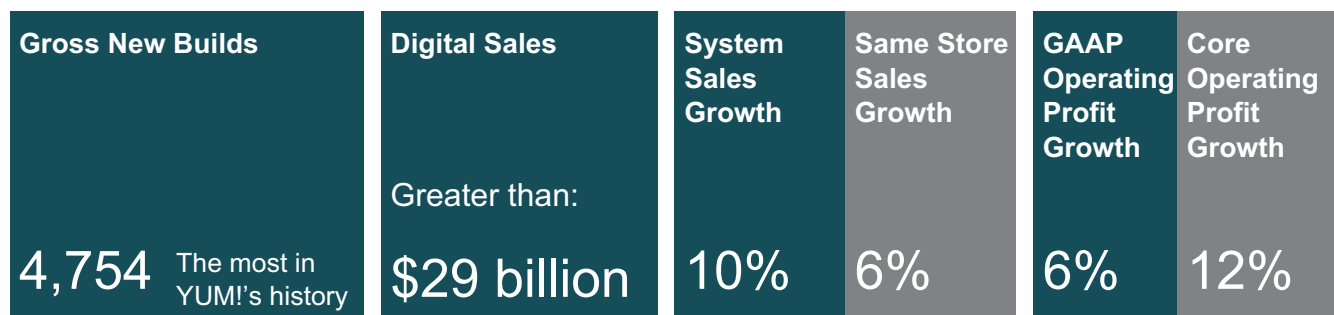 Gross New Builds
4,754
The most in
YUM!'s history
Digital Sales
Greater than:
$29 billion
System
Sales
Growth
10%
Same Store
Sales
Growth
6%
GAAP
Operating
Profit
Growth
6%
Core
Operating
Profit
Growth
12%